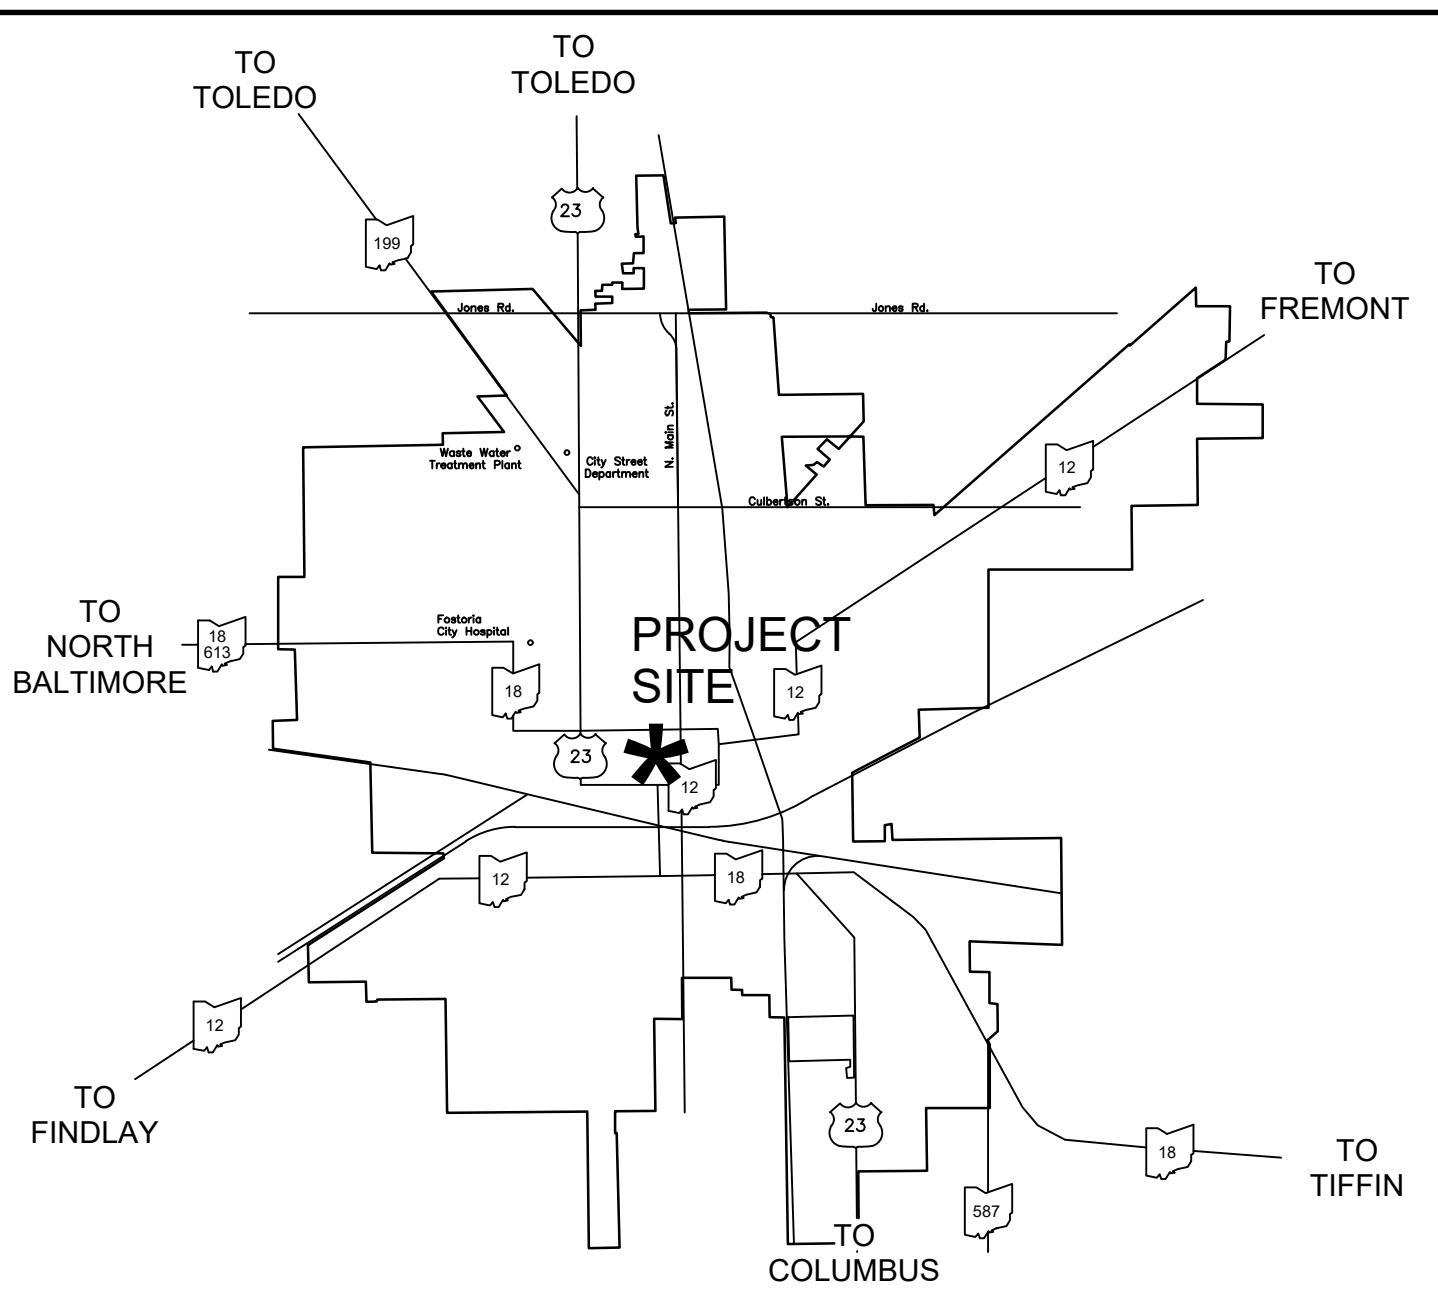 TO
TOLEDO
TO
TOLEDO
23
199
TO
FREMONT
Jones Rd.
Jones Rd.
N. Main St.
Waste Water
Treatment Plant
City Street
Department
12
Culbertson St.
TO
NORTH
BALTIMORE
18
613
Fostoria
City Hospital
PROJECT
SITE
18
12
23
12
12
18
12
TO
FINDLAY
23
18
TO
TIFFIN
587
TO
COLUMBUS